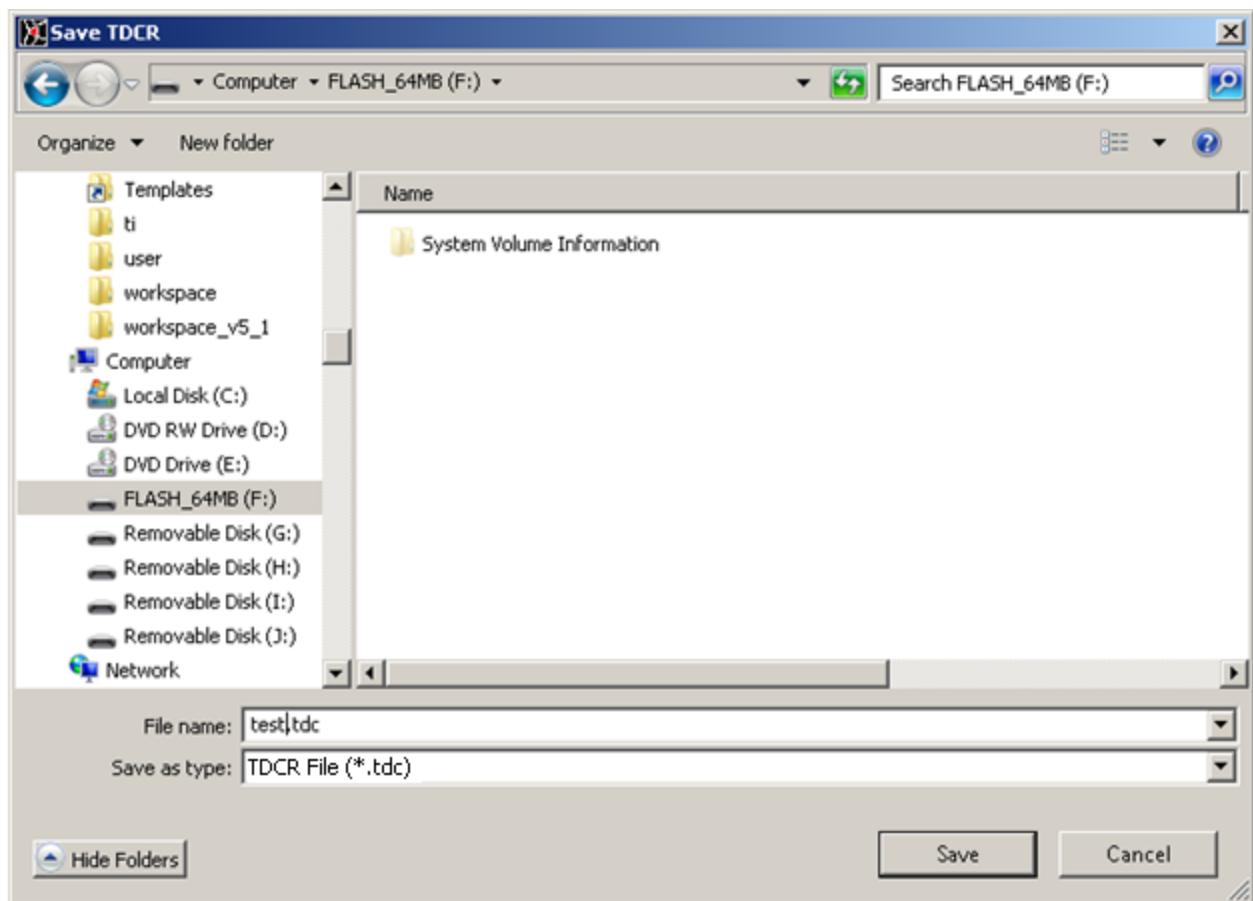 Save TDCR
Computer FLASH_64MB (F:)
Search FLASH_64MB (F:)
Organize New folder
Templates
ti
user
workspace
workspace_v5_1
Computer
Local Disk (C:)
DVD RW Drive (D:)
DVD Drive (E:)
FLASH_64MB (F:)
Removable Disk (G:)
Removable Disk (H:)
Removable Disk (I:)
Removable Disk (J:)
Network
Name
System Volume Information
File name: test.tdc
Save as type: TDCR File (*.tdc)
Hide Folders
Save
Cancel